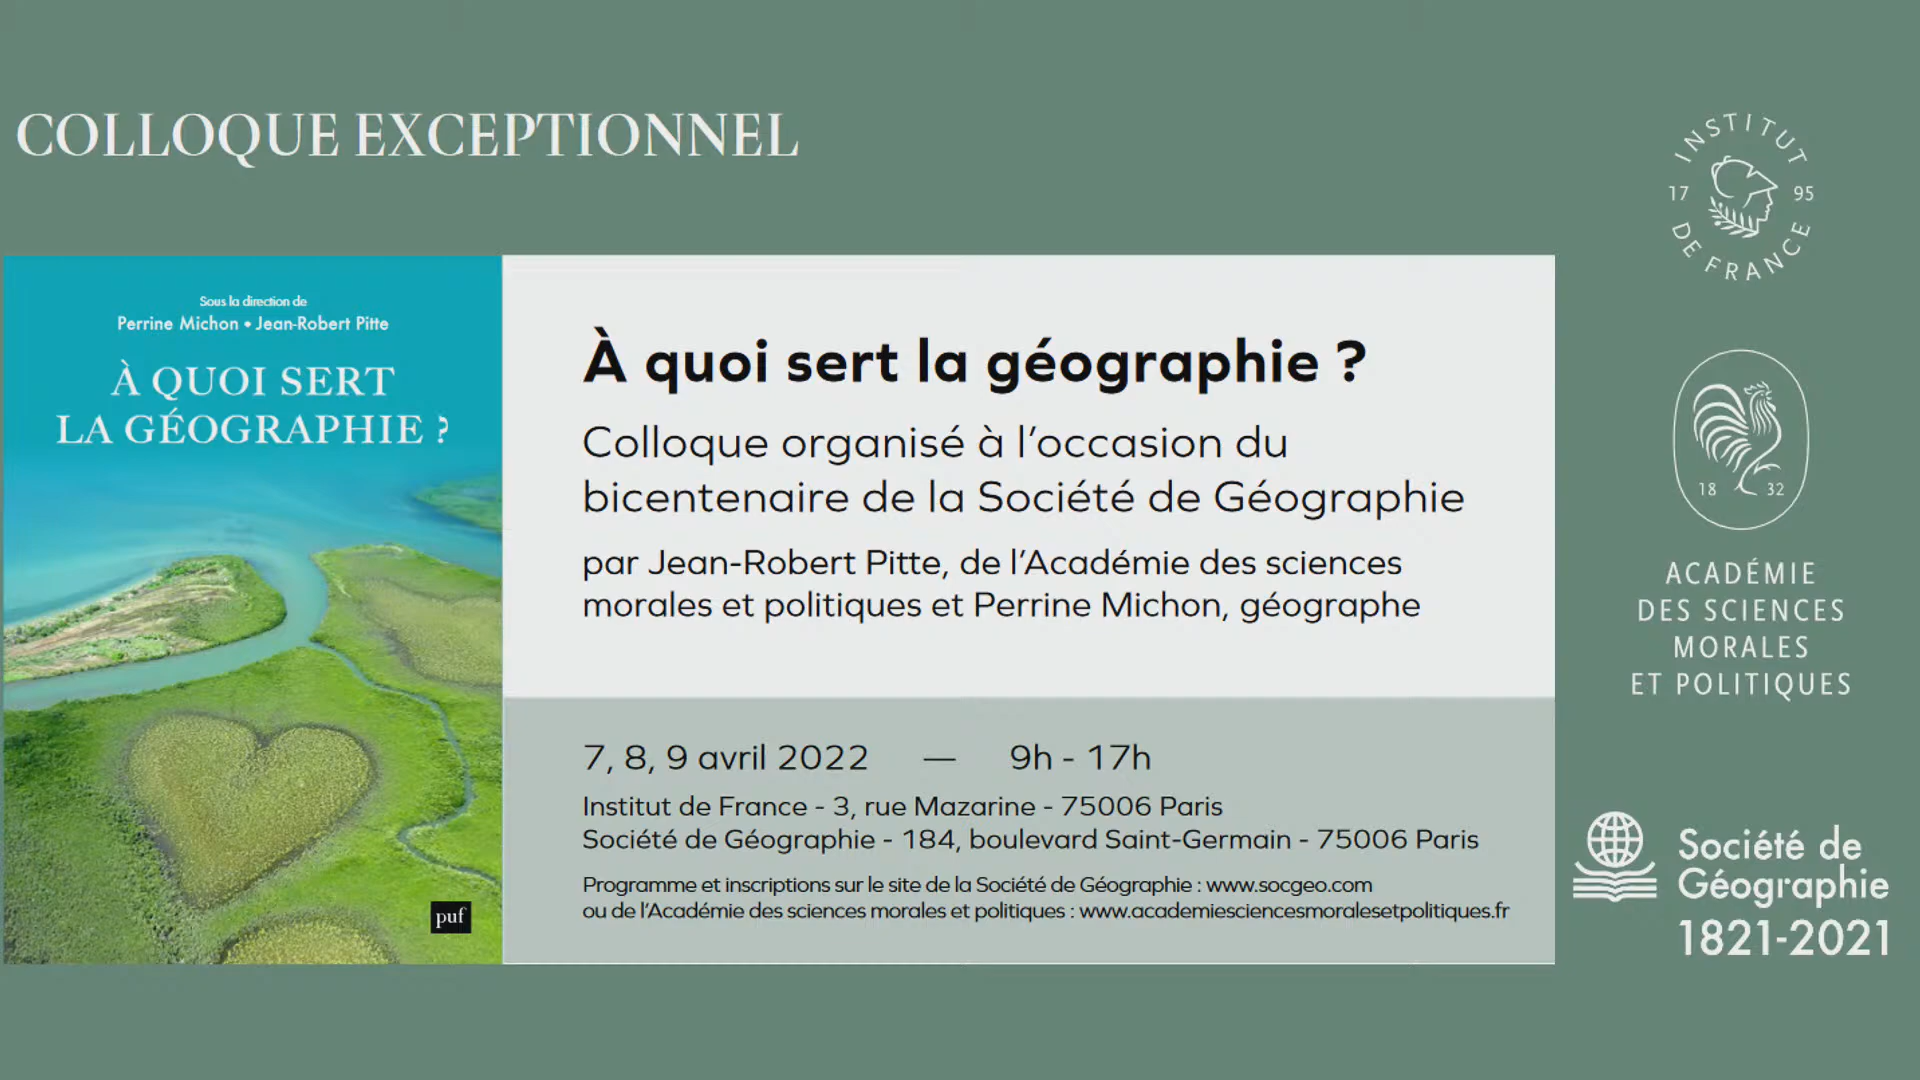 COLLOQUE EXCEPTIONNEL
Sous la direction de
Perrine Michon • Jean-Robert Pitte
À QUOI SERT
LA GÉOGRAPHIE ?
puf
À quoi sert la géographie ?
Colloque organisé à l’occasion du
bicentenaire de la Société de Géographie
par Jean-Robert Pitte, de l’Académie des sciences
morales et politiques et Perrine Michon, géographe
7, 8, 9 avril 2022 — 9h - 17h
Institut de France - 3, rue Mazarine - 75006 Paris
Société de Géographie - 184, boulevard Saint-Germain - 75006 Paris
Programme et inscriptions sur le site de la Société de Géographie : www.socgeo.com
ou de l’Académie des sciences morales et politiques : www.academiesciencesmoralesetpolitiques.fr
INSTITUT
17 95
DE FRANCE
18 32
ACADÉMIE
DES SCIENCES
MORALES
ET POLITIQUES
Société de
Géographie
1821-2021